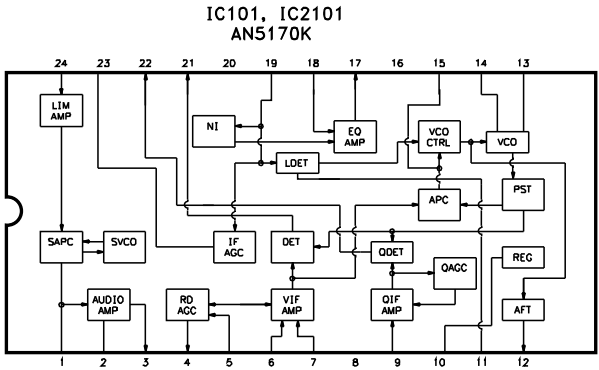 IC101, IC2101
AN5170K
24 23 22 21 20 19 18 17 16 15 14 13
LIM
AMP
NI
EQ
AMP
VCO
CTRL
VCO
LDET
APC
PST
SAPC
SVCO
IF
AGC
DET
QDET
QAGC
REG
AUDIO
AMP
RD
AGC
VIF
AMP
QIF
AMP
AFT
1 2 3 4 5 6 7 8 9 10 11 12